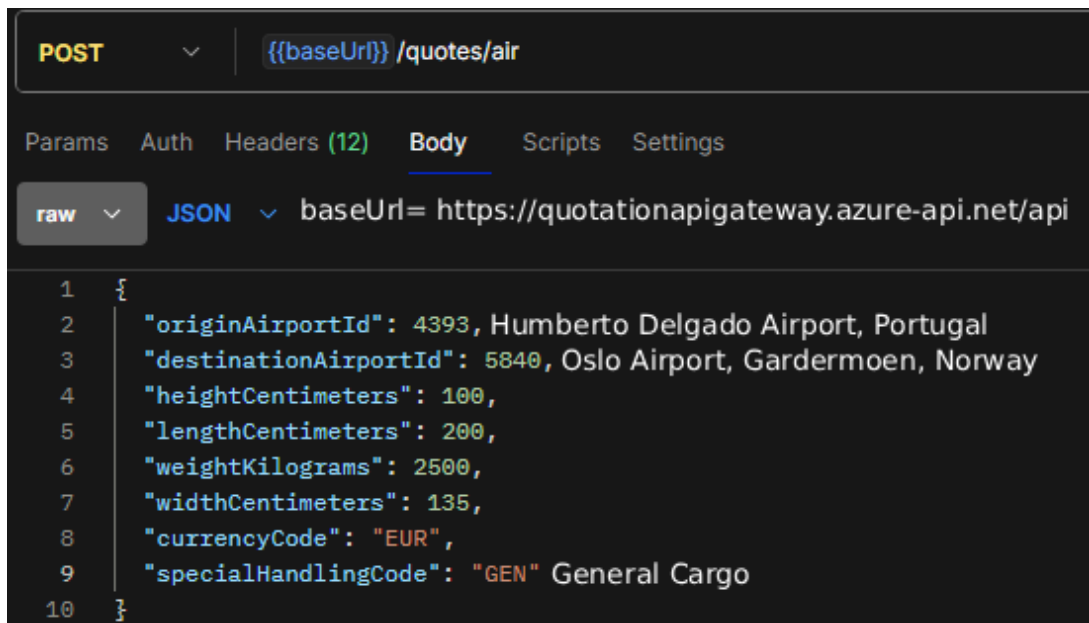 POST {{baseUrl}} /quotes/air
Params Auth Headers (12) Body Scripts Settings
raw JSON baseUrl= https://quotationapigateway.azure-api.net/api
1 {
2 "originAirportId": 4393, Humberto Delgado Airport, Portugal
3 "destinationAirportId": 5840, Oslo Airport, Gardermoen, Norway
4 "heightCentimeters": 100,
5 "lengthCentimeters": 200,
6 "weightKilograms": 2500,
7 "widthCentimeters": 135,
8 "currencyCode": "EUR",
9 "specialHandlingCode": "GEN" General Cargo
10 }